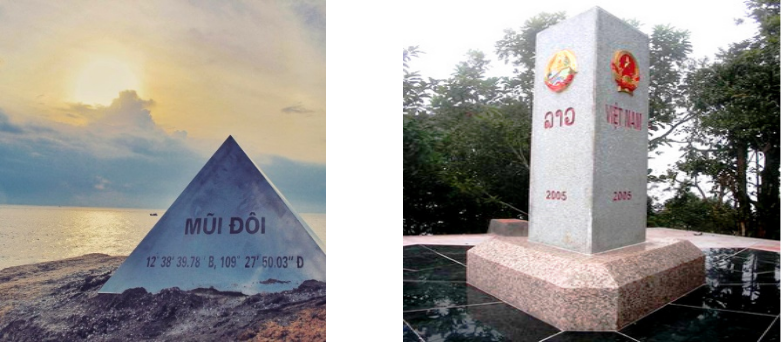 MŨI ĐÔI
12° 38' 39.78" B, 109° 27' 50.03" Đ
ລາວ
2005
VIỆT NAM
2005